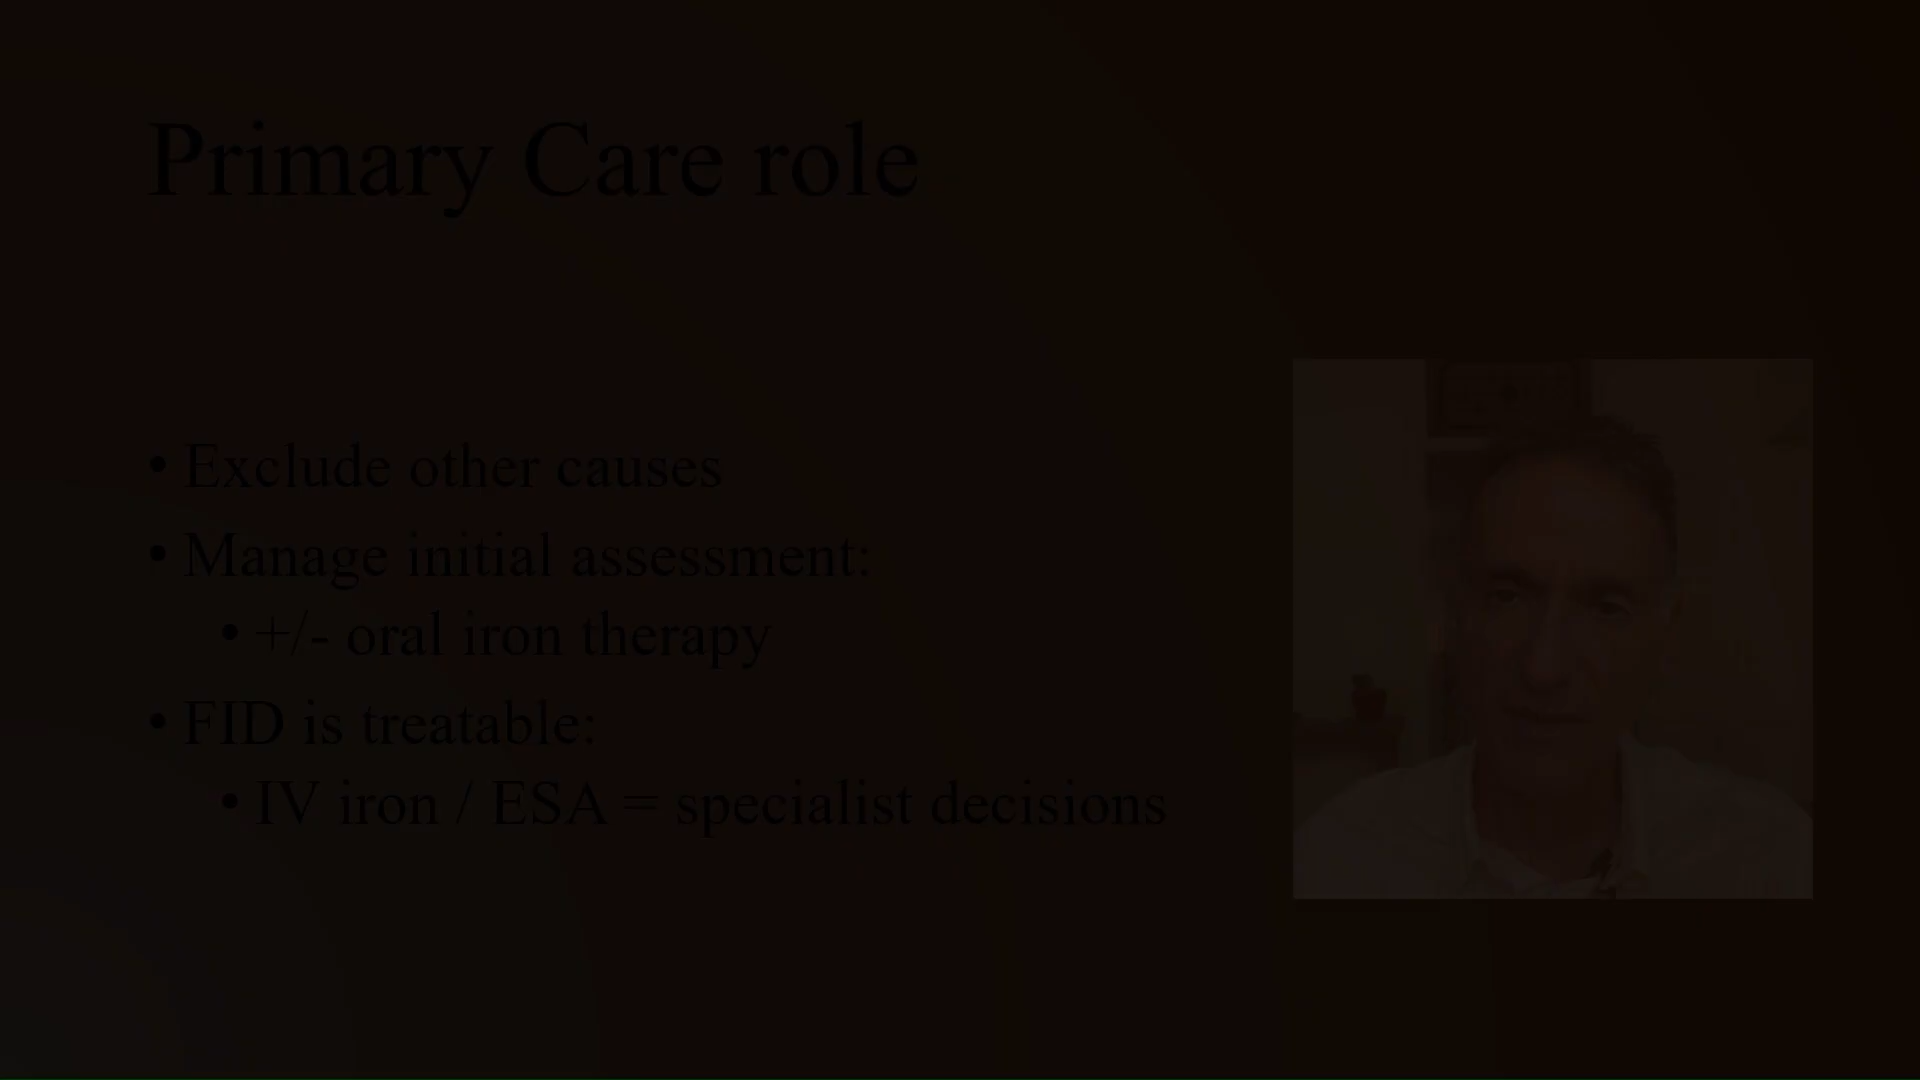 Primary Care role
• Exclude other causes
• Manage initial assessment:
• +/- oral iron therapy
• FID is treatable:
• IV iron / ESA = specialist decisions